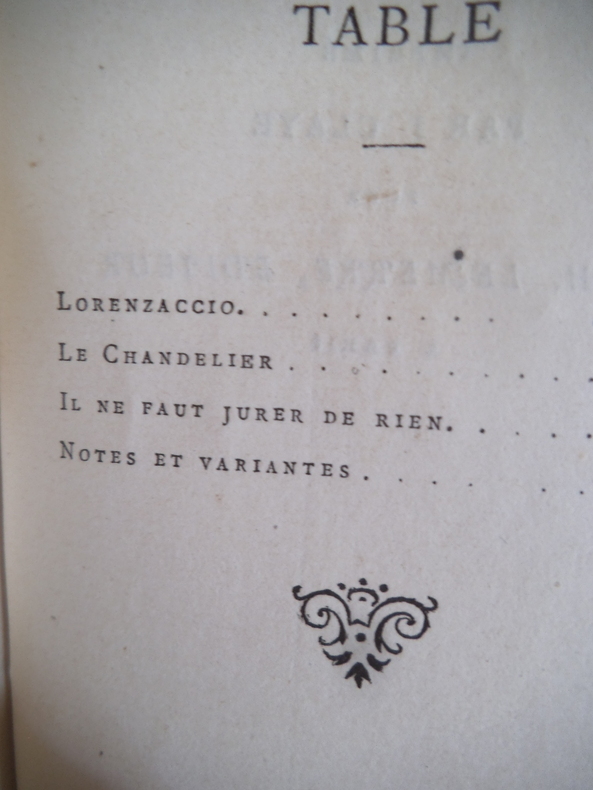 TABLE
LORENZACCIO. . . . . . . . .
LE CHANDELIER . . . . . . . . .
IL NE FAUT JURER DE RIEN. . . . .
NOTES ET VARIANTES . . . . . .